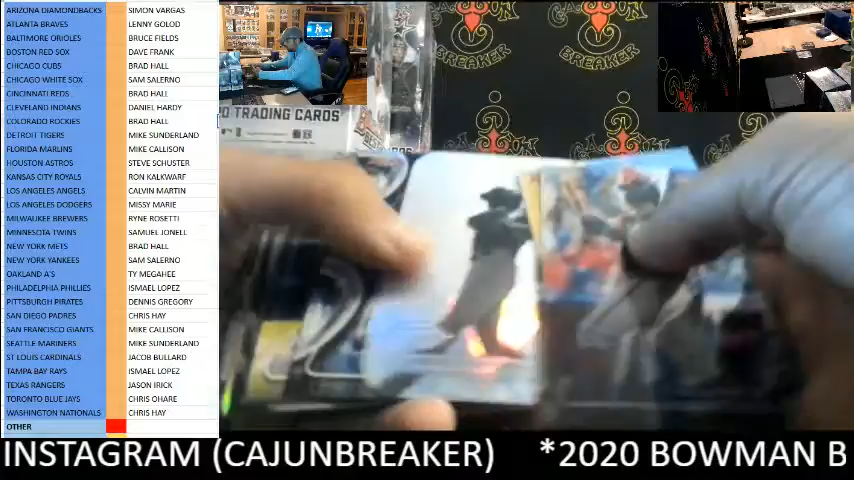 ARIZONA DIAMONDBACKS SIMON VARGAS
ATLANTA BRAVES LENNY GOLOD
BALTIMORE ORIOLES BRUCE FIELDS
BOSTON RED SOX DAVE FRANK
CHICAGO CUBS BRAD HALL
CHICAGO WHITE SOX SAM SALERNO
CINCINNATI REDS BRAD HALL
CLEVELAND INDIANS DANIEL HARDY
COLORADO ROCKIES BRAD HALL
DETROIT TIGERS MIKE SUNDERLAND
FLORIDA MARLINS MIKE CALLISON
HOUSTON ASTROS STEVE SCHUSTER
KANSAS CITY ROYALS RON KALKWARF
LOS ANGELES ANGELS CALVIN MARTIN
LOS ANGELES DODGERS MISSY MARIE
MILWAUKEE BREWERS RYNE ROSETTI
MINNESOTA TWINS SAMUEL JONELL
NEW YORK METS BRAD HALL
NEW YORK YANKEES SAM SALERNO
OAKLAND A'S TY MEGAHEE
PHILADELPHIA PHILLIES ISMAEL LOPEZ
PITTSBURGH PIRATES DENNIS GREGORY
SAN DIEGO PADRES CHRIS HAY
SAN FRANCISCO GIANTS MIKE CALLISON
SEATTLE MARINERS MIKE SUNDERLAND
ST LOUIS CARDINALS JACOB BULLARD
TAMPA BAY RAYS ISMAEL LOPEZ
TEXAS RANGERS JASON IRICK
TORONTO BLUE JAYS CHRIS OHARE
WASHINGTON NATIONALS CHRIS HAY
OTHER
TRADING CARDS
BREAKER
BREAKER
INSTAGRAM (CAJUNBREAKER) *2020 BOWMAN B